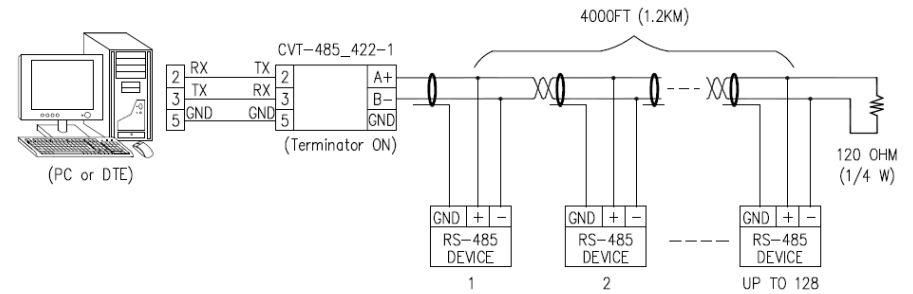 4000FT (1.2KM)
CVT-485_422-1
2 RX TX 2 A+
3 TX RX 3 B-
5 GND GND 5 GND
(Terminator ON)
(PC or DTE)
120 OHM
(1/4 W)
GND + - GND + - GND + -
RS-485 RS-485 RS-485
DEVICE DEVICE DEVICE
1 2 UP TO 128